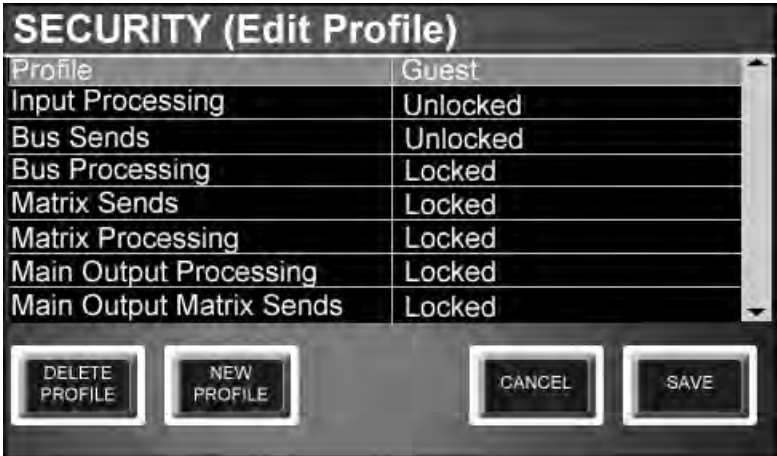 SECURITY (Edit Profile)
Profile Guest
Input Processing Unlocked
Bus Sends Unlocked
Bus Processing Locked
Matrix Sends Locked
Matrix Processing Locked
Main Output Processing Locked
Main Output Matrix Sends Locked
DELETE PROFILE
NEW PROFILE
CANCEL
SAVE